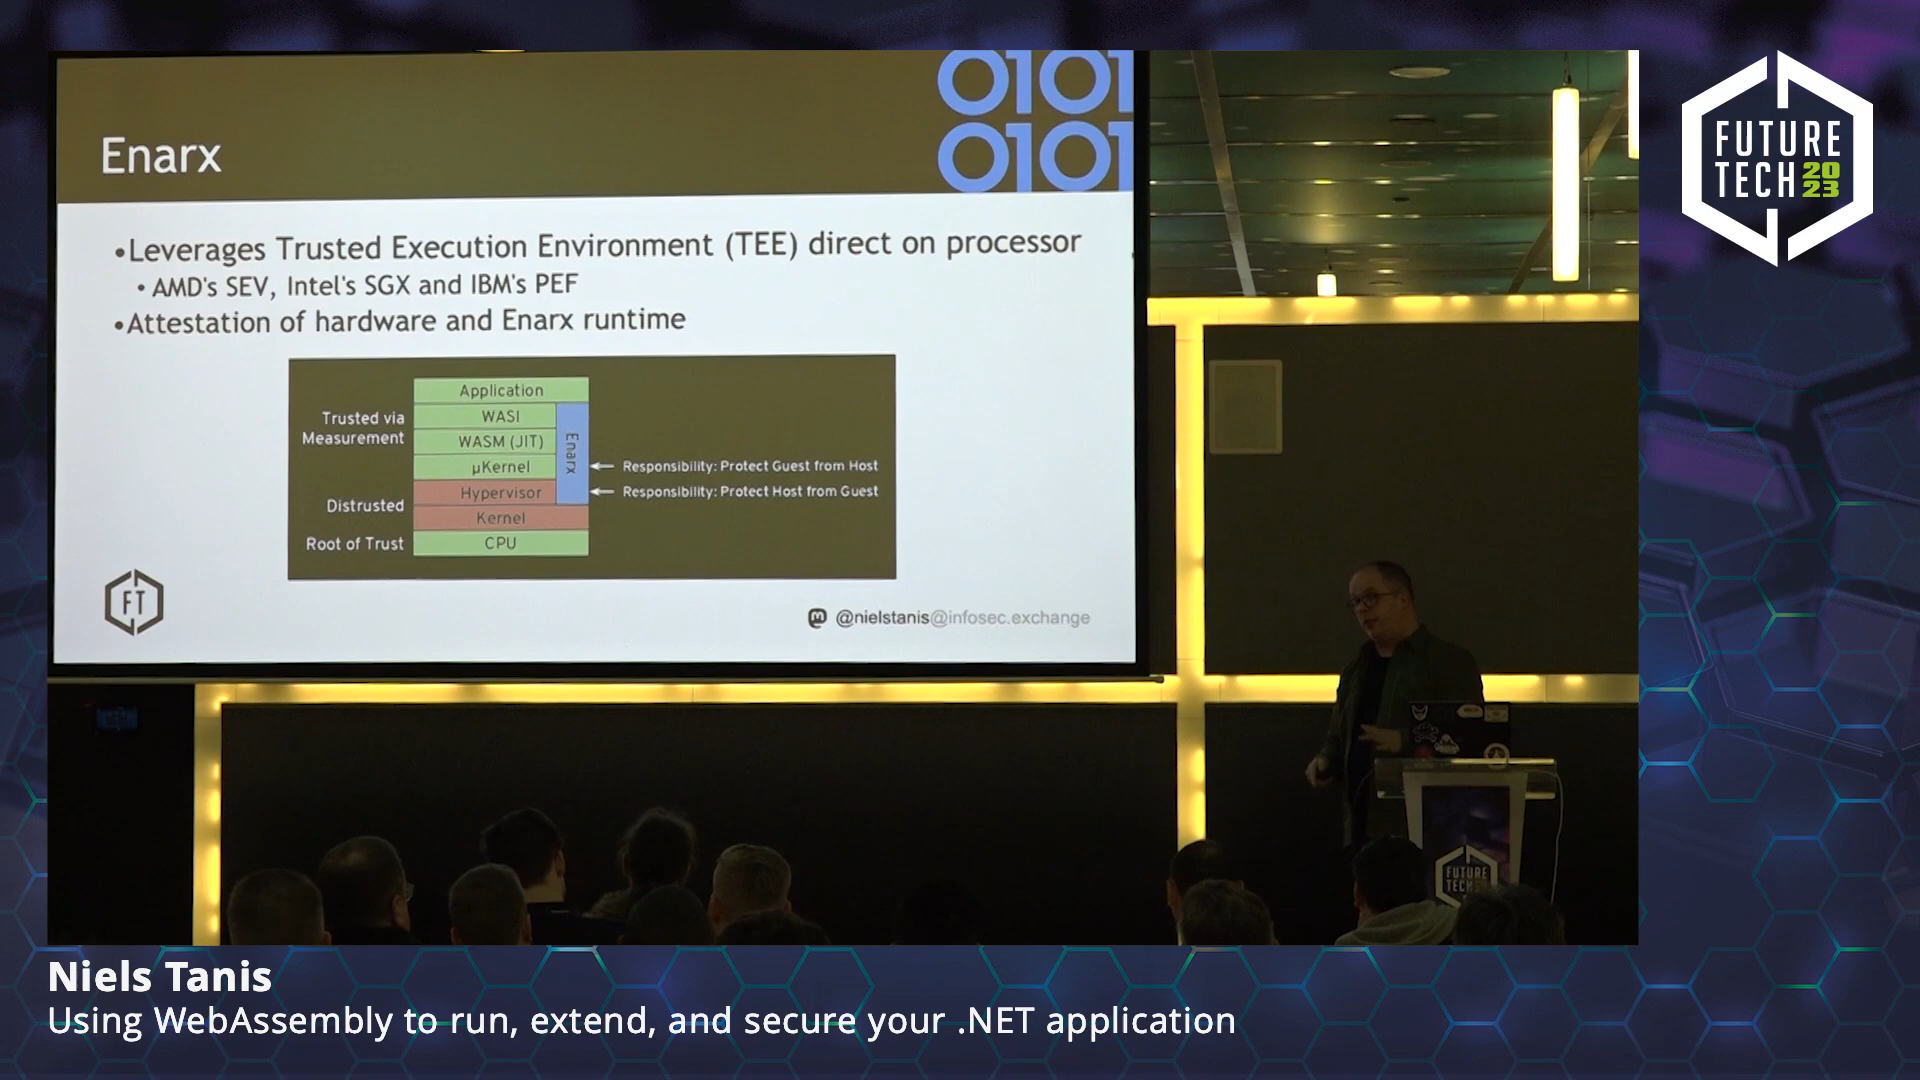 0101
0101
Enarx
•Leverages Trusted Execution Environment (TEE) direct on processor
• AMD's SEV, Intel's SGX and IBM's PEF
•Attestation of hardware and Enarx runtime
Application
WASI
WASM (JIT)
µKernel
Hypervisor
Kernel
CPU
Enarx
Trusted via
Measurement
Distrusted
Root of Trust
Responsibility: Protect Guest from Host
Responsibility: Protect Host from Guest
FT
@nielstanis@infosec.exchange
FUTURE
TECH 2023
FUTURE
TECH
Niels Tanis
Using WebAssembly to run, extend, and secure your .NET application